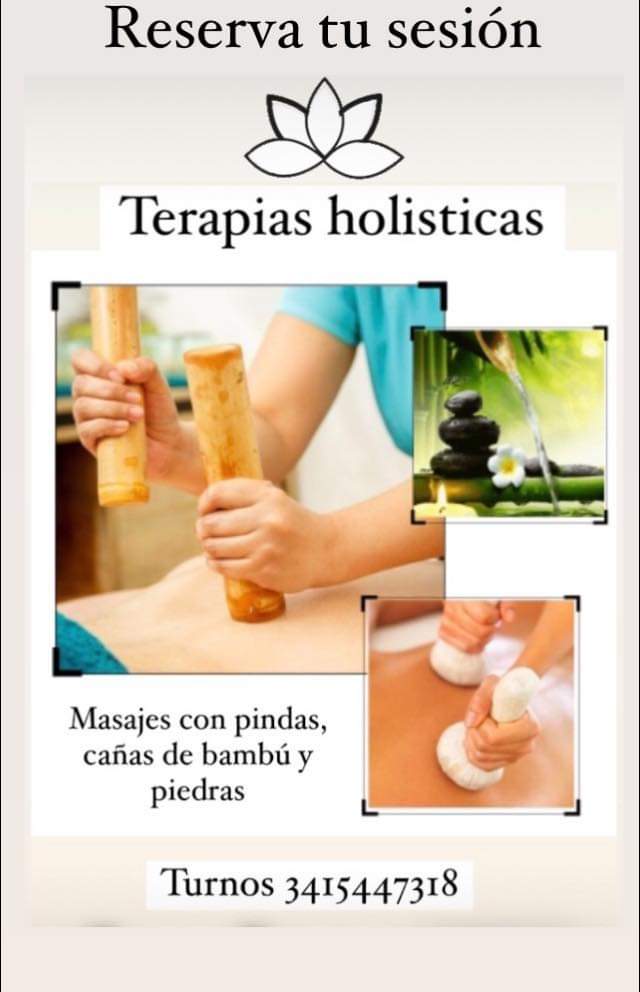 Reserva tu sesión
Terapias holisticas
Masajes con pindas,
cañas de bambú y
piedras
Turnos 3415447318